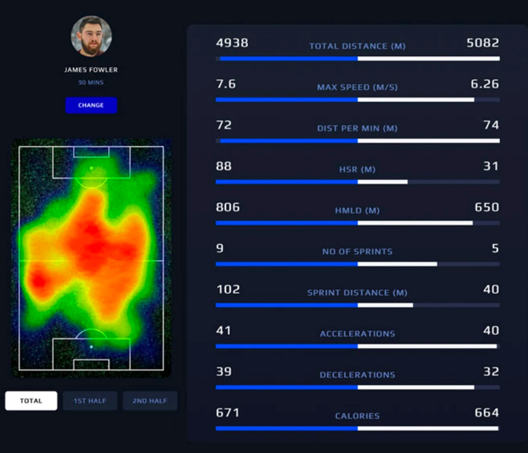 JAMES FOWLER
90 MINS
CHANGE
TOTAL
1ST HALF
2ND HALF
4938 TOTAL DISTANCE (M) 5082
7.6 MAX SPEED (M/S) 6.26
72 DIST PER MIN (M) 74
88 HSR (M) 31
806 HMLD (M) 650
9 NO OF SPRINTS 5
102 SPRINT DISTANCE (M) 40
41 ACCELERATIONS 40
39 DECELERATIONS 32
671 CALORIES 664